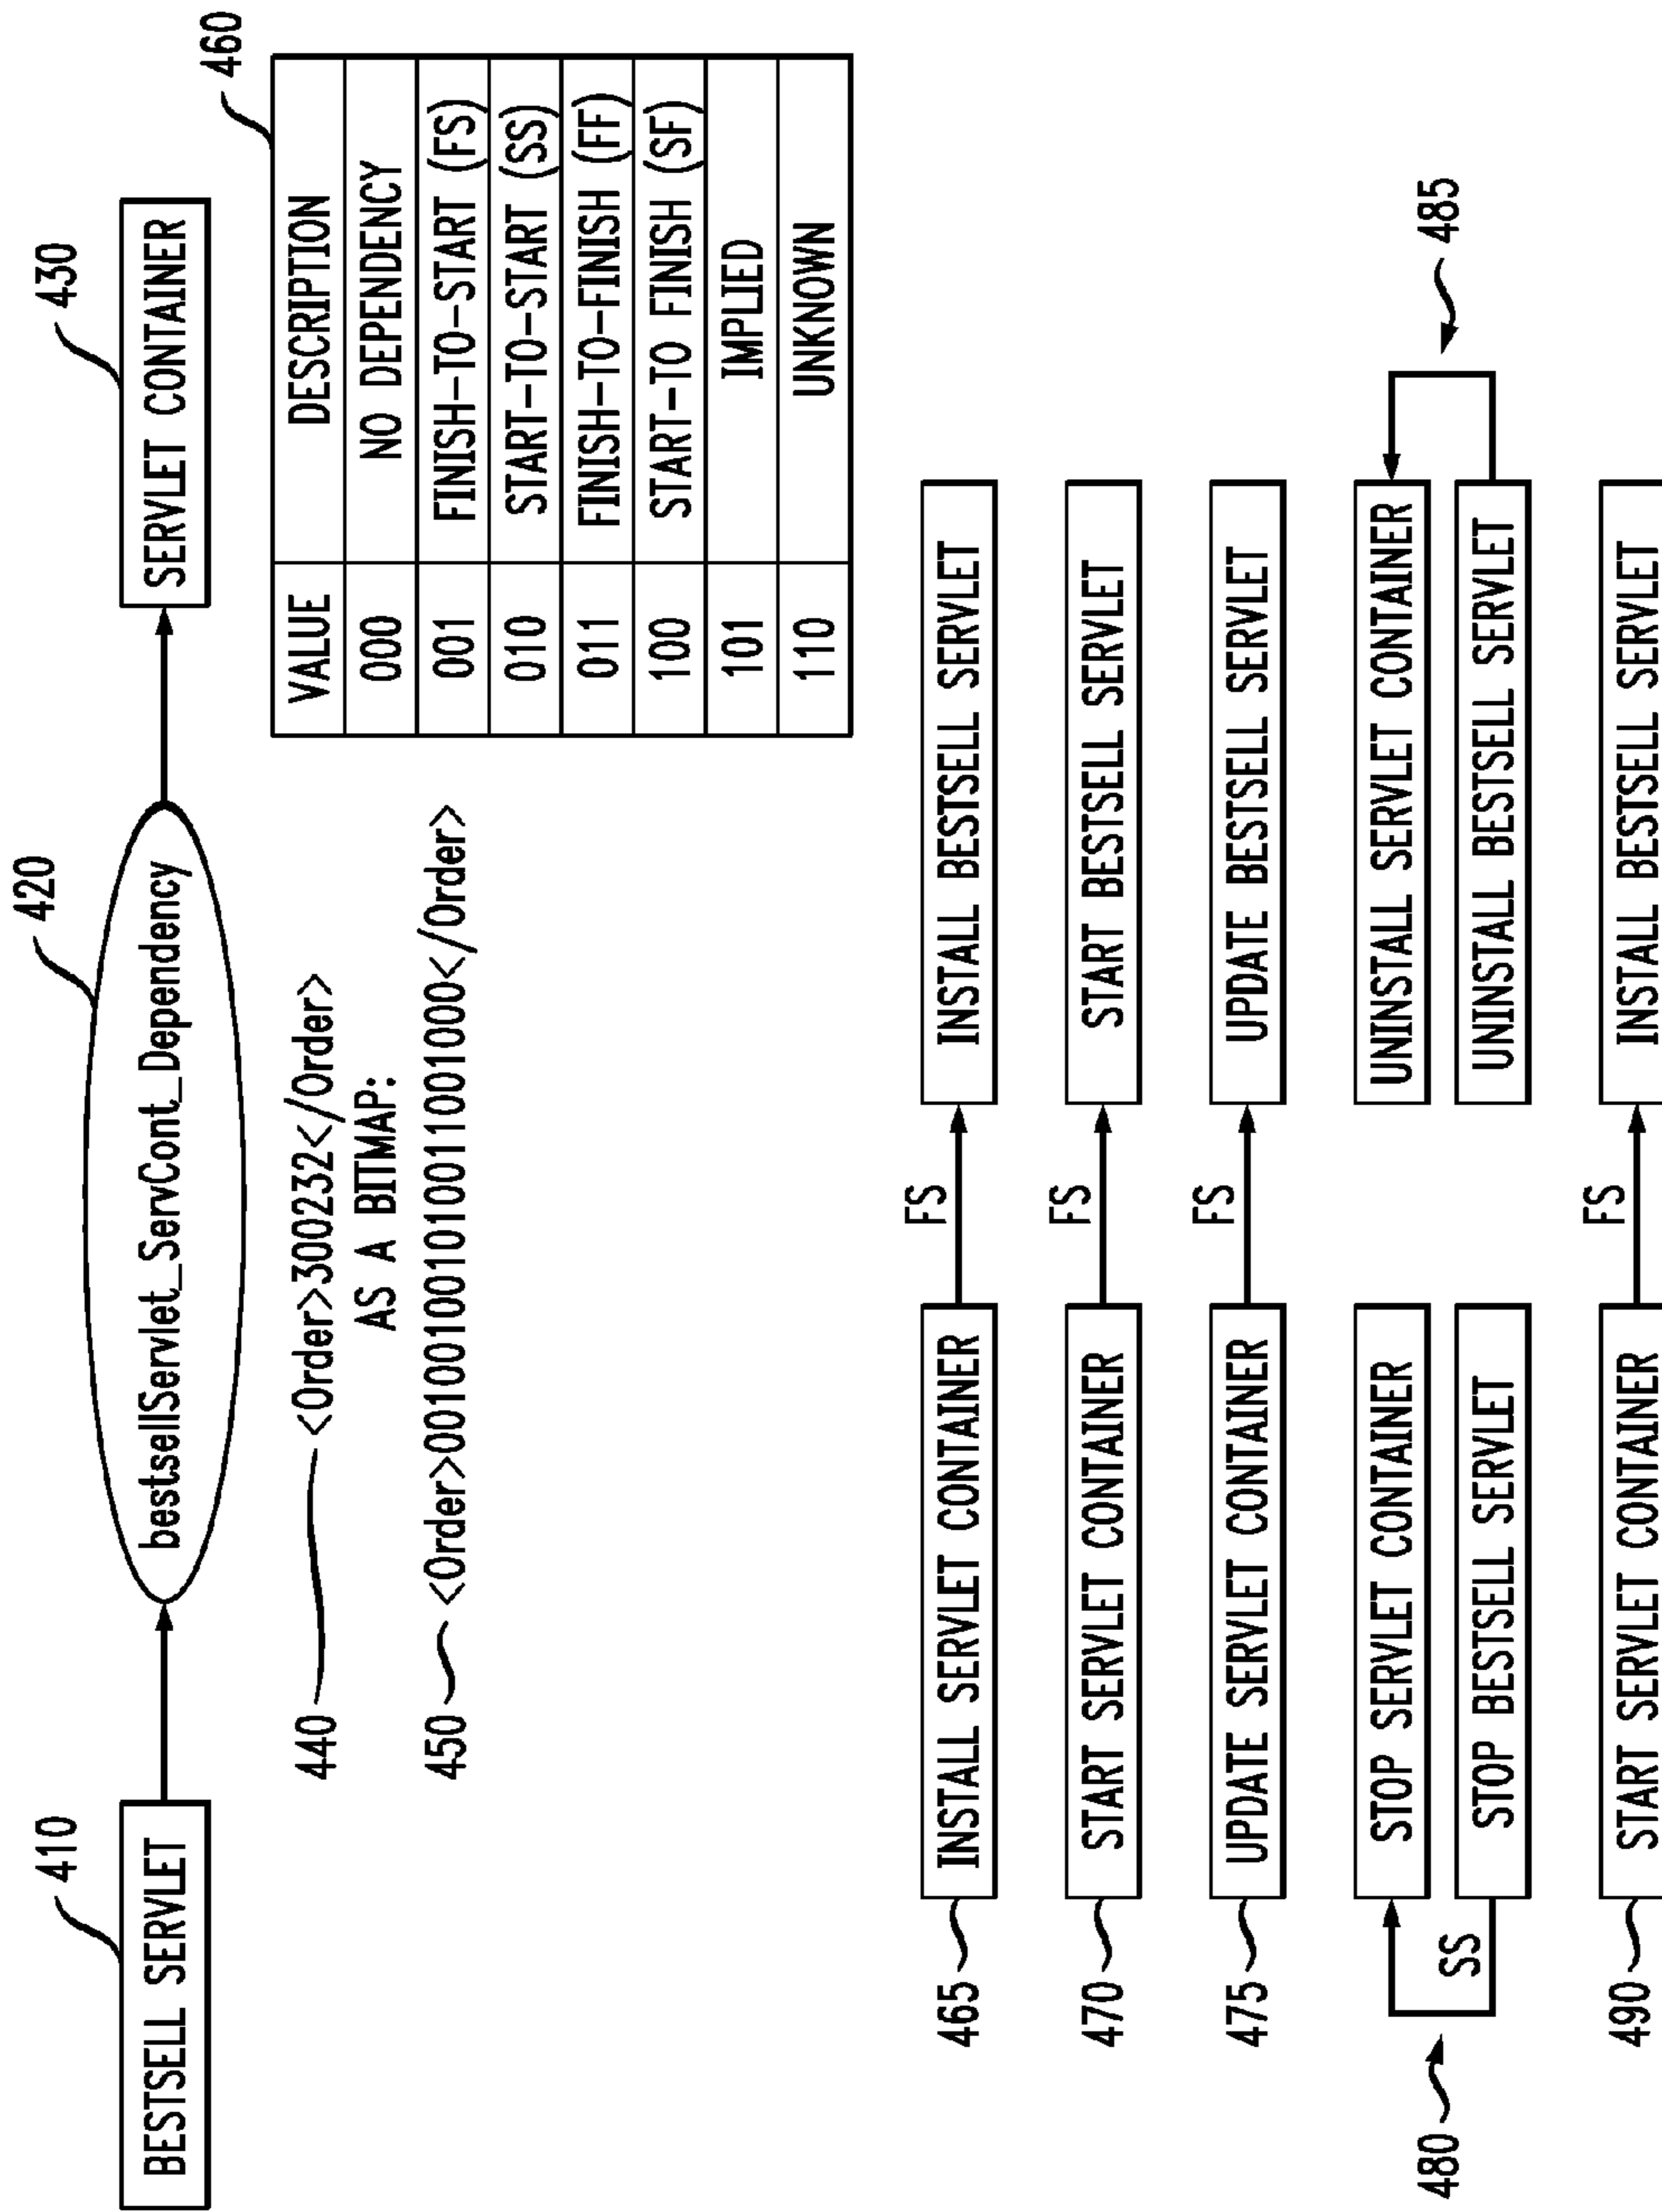 410
BESTSELL SERVLET
420
bestsellServlet_ServCont_Dependency
430
SERVLET CONTAINER
440
<Order>300232</Order>
AS A BITMAP:
450
<Order>001001001010011001000</Order>
460
VALUE DESCRIPTION
000 NO DEPENDENCY
001 FINISH-TO-START (FS)
010 START-TO-START (SS)
011 FINISH-TO-FINISH (FF)
100 START-TO FINISH (SF)
101 IMPLIED
110 UNKNOWN
465 INSTALL SERVLET CONTAINER FS INSTALL BESTSELL SERVLET
470 START SERVLET CONTAINER FS START BESTSELL SERVLET
475 UPDATE SERVLET CONTAINER FS UPDATE BESTSELL SERVLET
STOP SERVLET CONTAINER UNINSTALL SERVLET CONTAINER
480 SS STOP BESTSELL SERVLET UNINSTALL BESTSELL SERVLET 485
490 START SERVLET CONTAINER FS INSTALL BESTSELL SERVLET